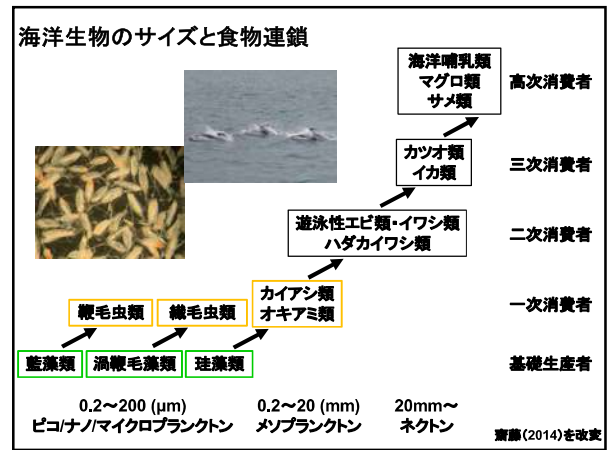 海洋生物のサイズと食物連鎖
海洋哺乳類
マグロ類
サメ類
高次消費者
カツオ類
イカ類
三次消費者
遊泳性エビ類・イワシ類
ハダカイワシ類
二次消費者
鞭毛虫類
繊毛虫類
カイアシ類
オキアミ類
一次消費者
藍藻類
渦鞭毛藻類
珪藻類
基礎生産者
0.2～200 (μm)
ピコ/ナノ/マイクロプランクトン
0.2～20 (mm)
メソプランクトン
20mm～
ネクトン
齋藤(2014)を改変